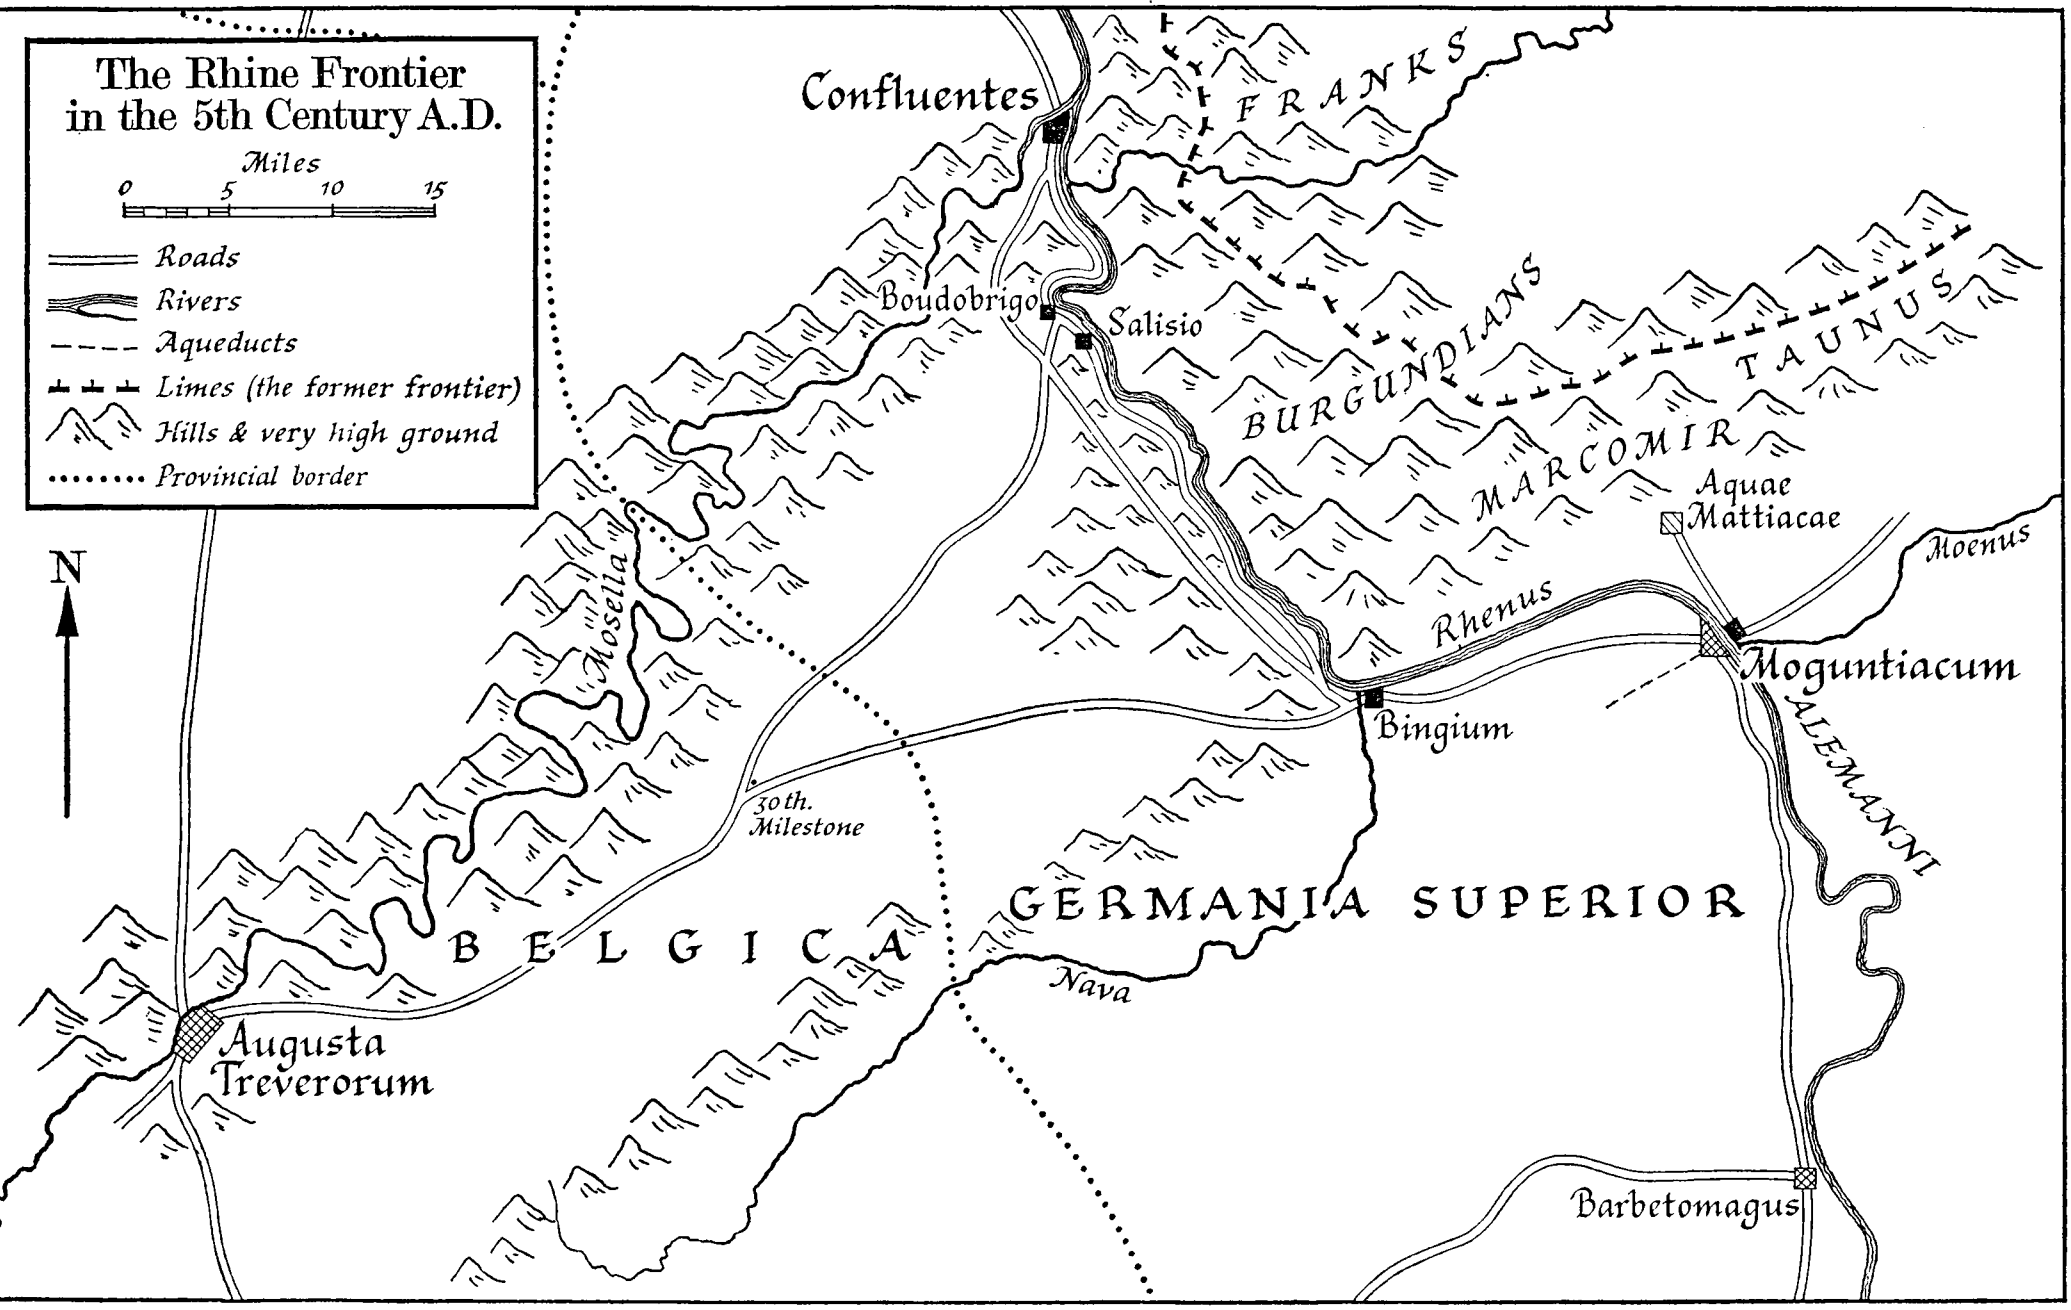 The Rhine Frontier
in the 5th Century A.D.
Miles
0 5 10 15
Roads
Rivers
Aqueducts
Limes (the former frontier)
Hills & very high ground
Provincial border
N
Confluentes
FRANKS
Boudobrigo
Salisio
BURGUNDIANS
TAUNUS
MARCOMIR
Aquae
Mattiacae
Moenus
Mosella
Rhenus
Moguntiacum
Bingium
ALEMANNI
30th.
Milestone
GERMANIA SUPERIOR
BELGICA
Nava
Augusta
Treverorum
Barbetomagus